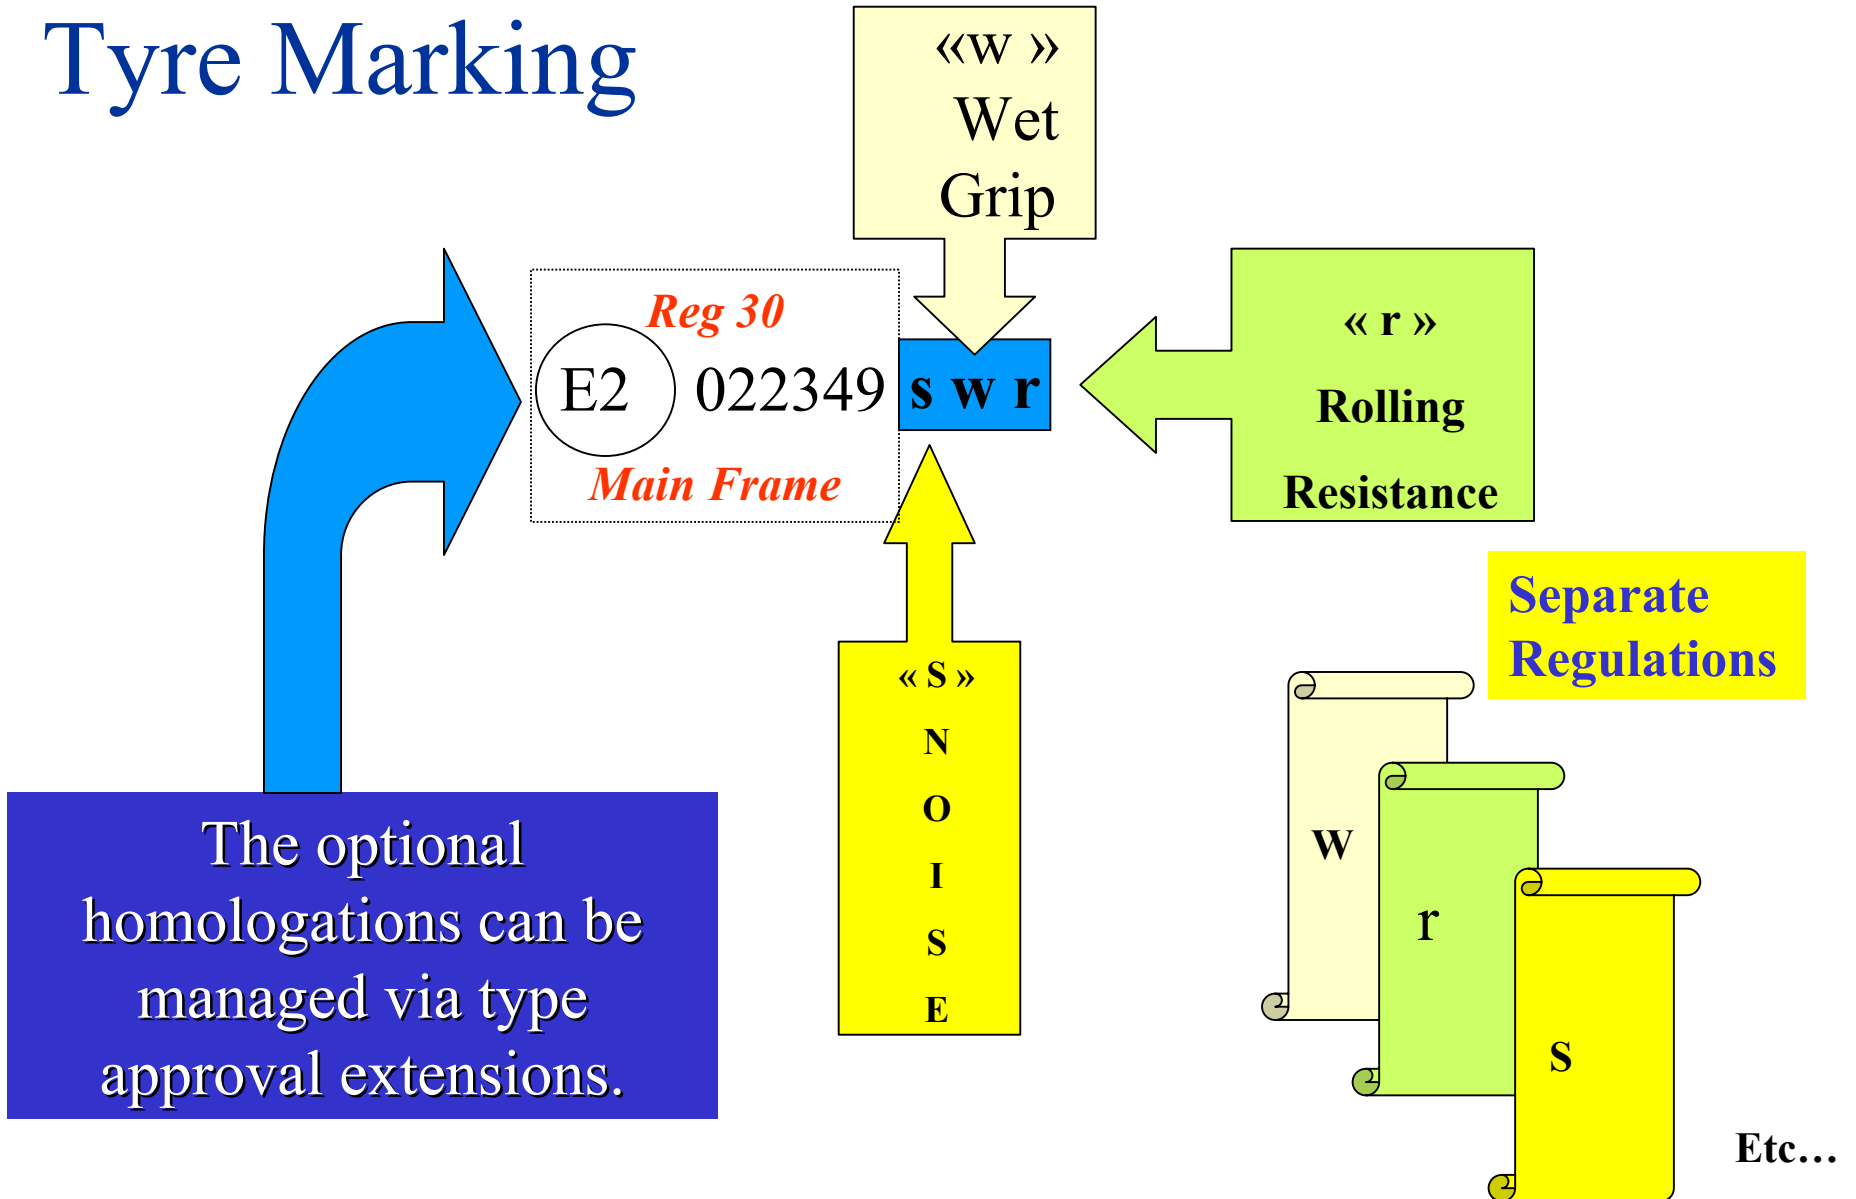 Tyre Marking
«w »
Wet
Grip
Reg 30
E2 022349 s w r
Main Frame
« r »
Rolling
Resistance
« S »
N
O
I
S
E
The optional
homologations can be
managed via type
approval extensions.
Separate
Regulations
w
r
s
Etc…